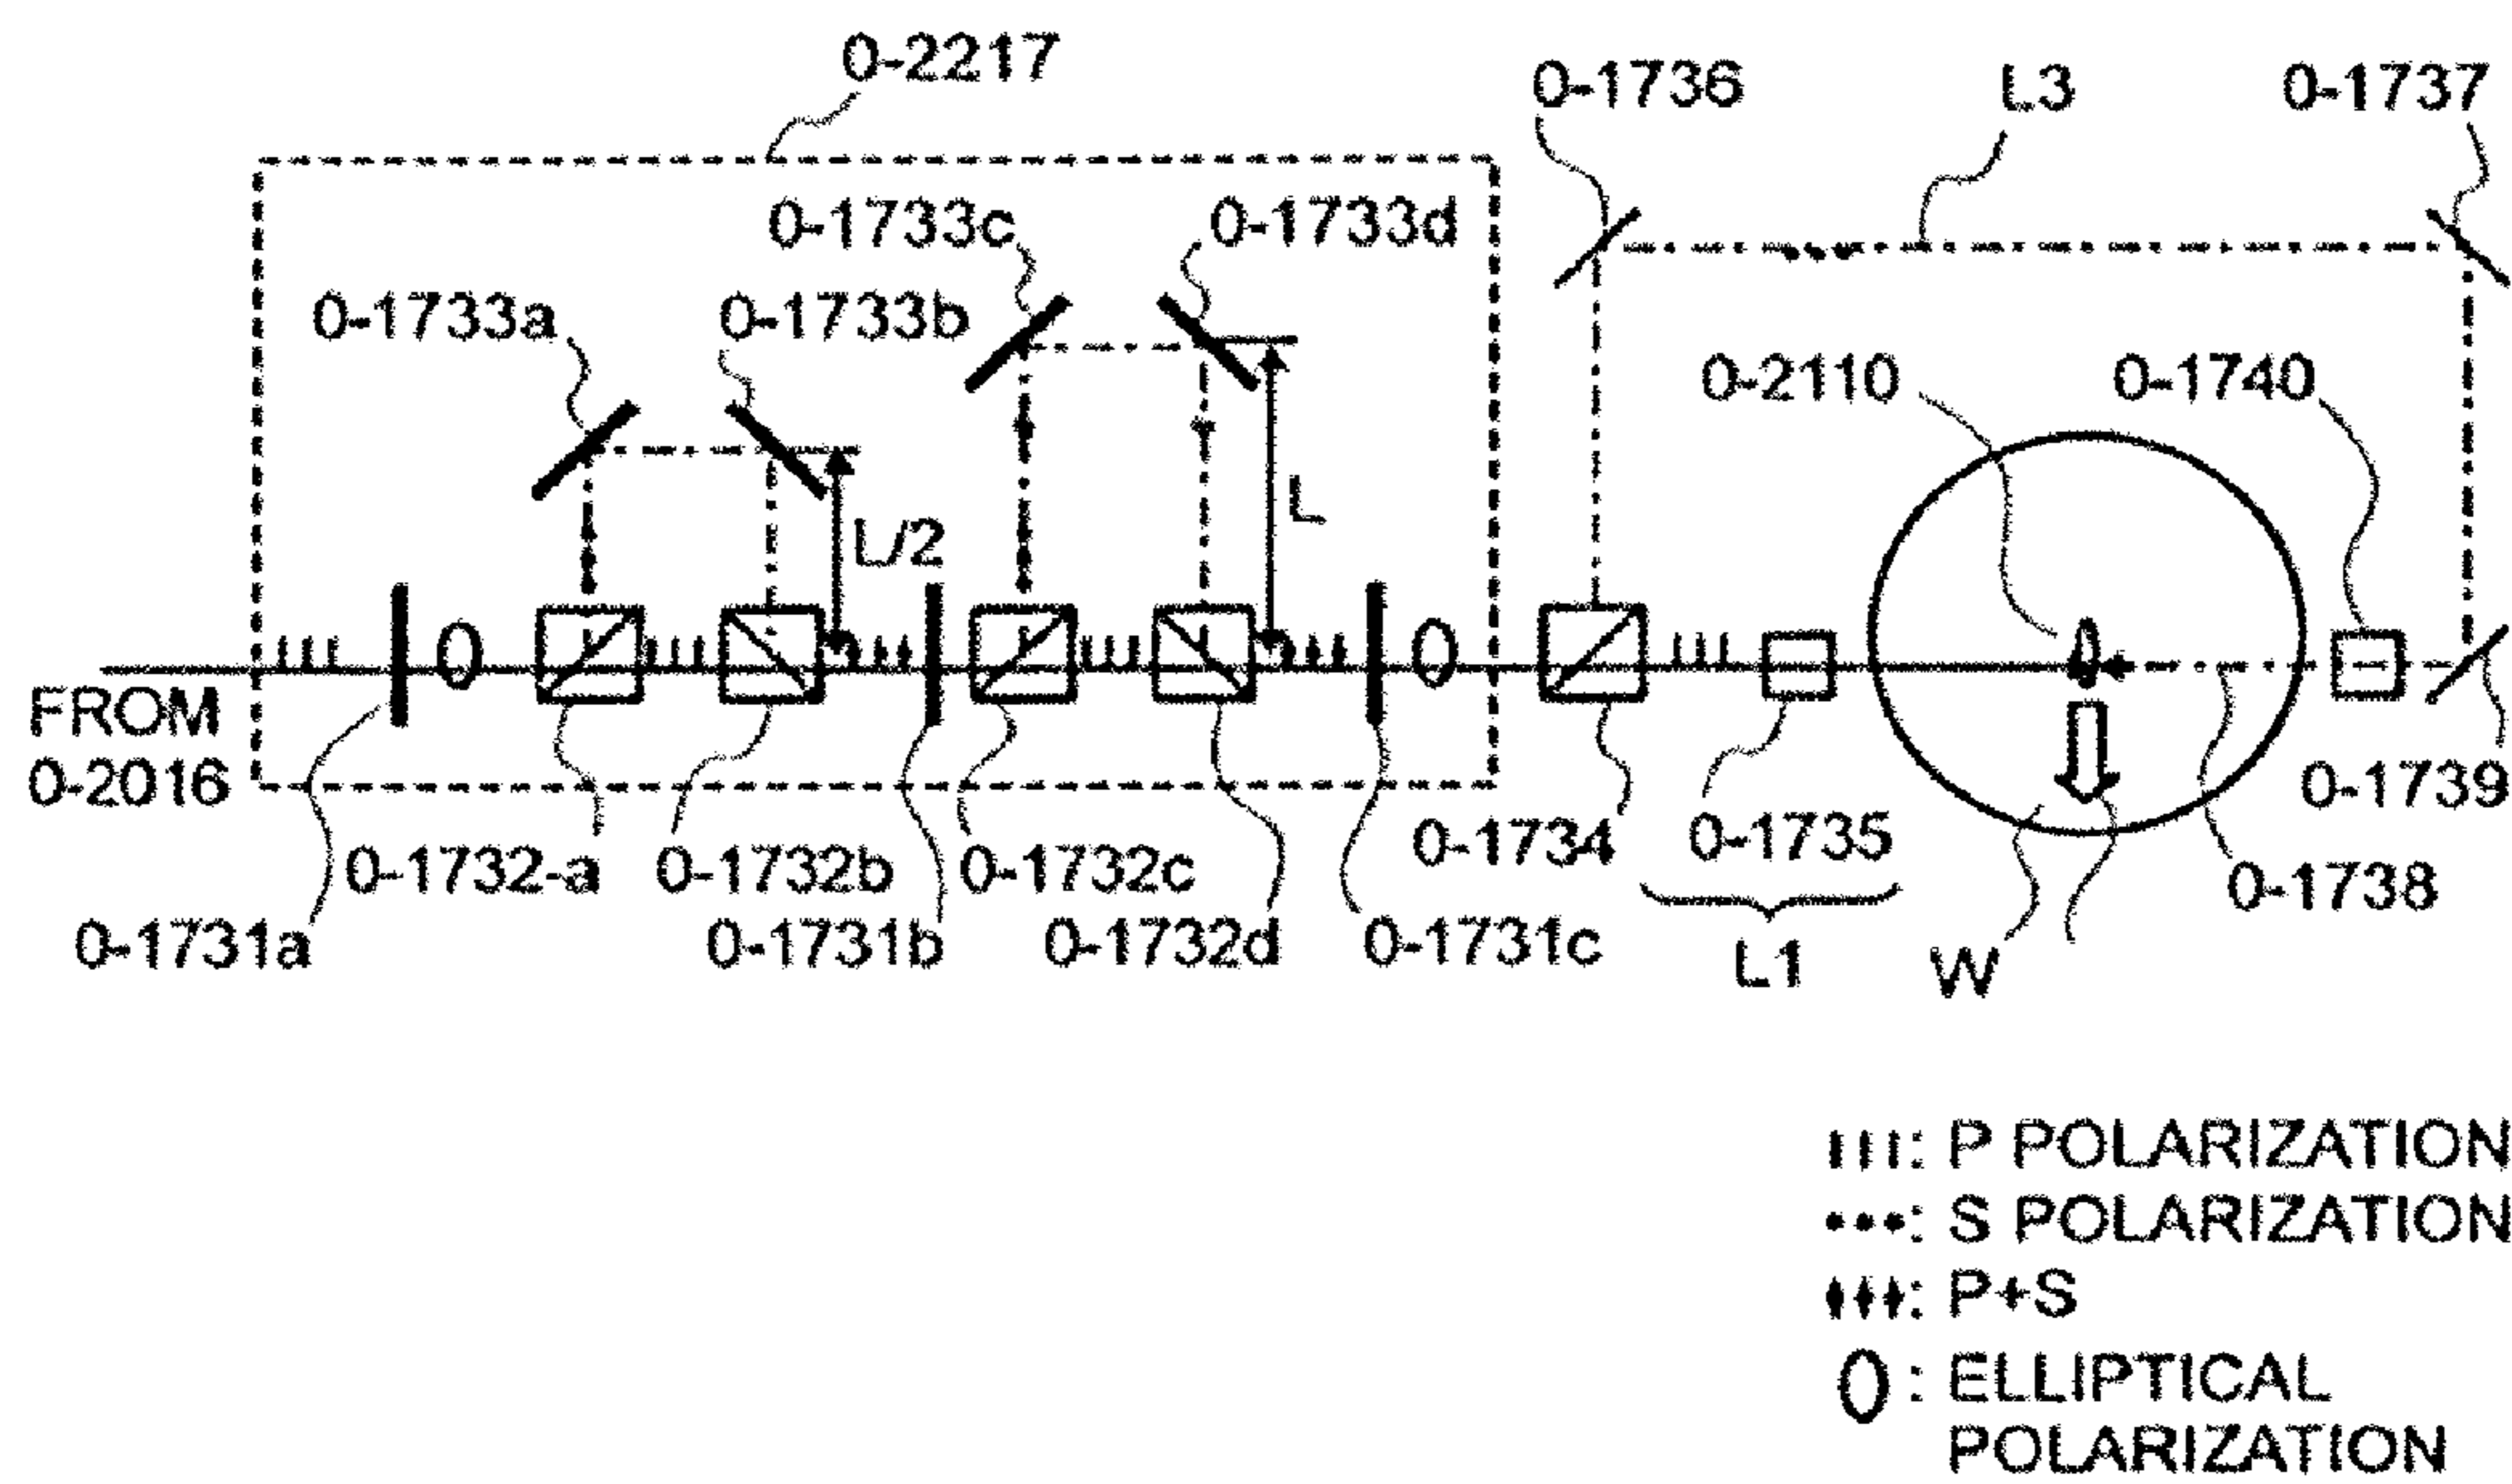 0-2217
0-1736
L3
0-1737
0-1733c
0-1733d
0-1733a
0-1733b
0-2110
0-1740
L/2
L
FROM
0-2016
0-1732-a
0-1732b
0-1732c
0-1734
0-1735
0-1739
0-1738
0-1731a
0-1731b
0-1732d
0-1731c
L1
W
: P POLARIZATION
: S POLARIZATION
: P+S
: ELLIPTICAL
POLARIZATION